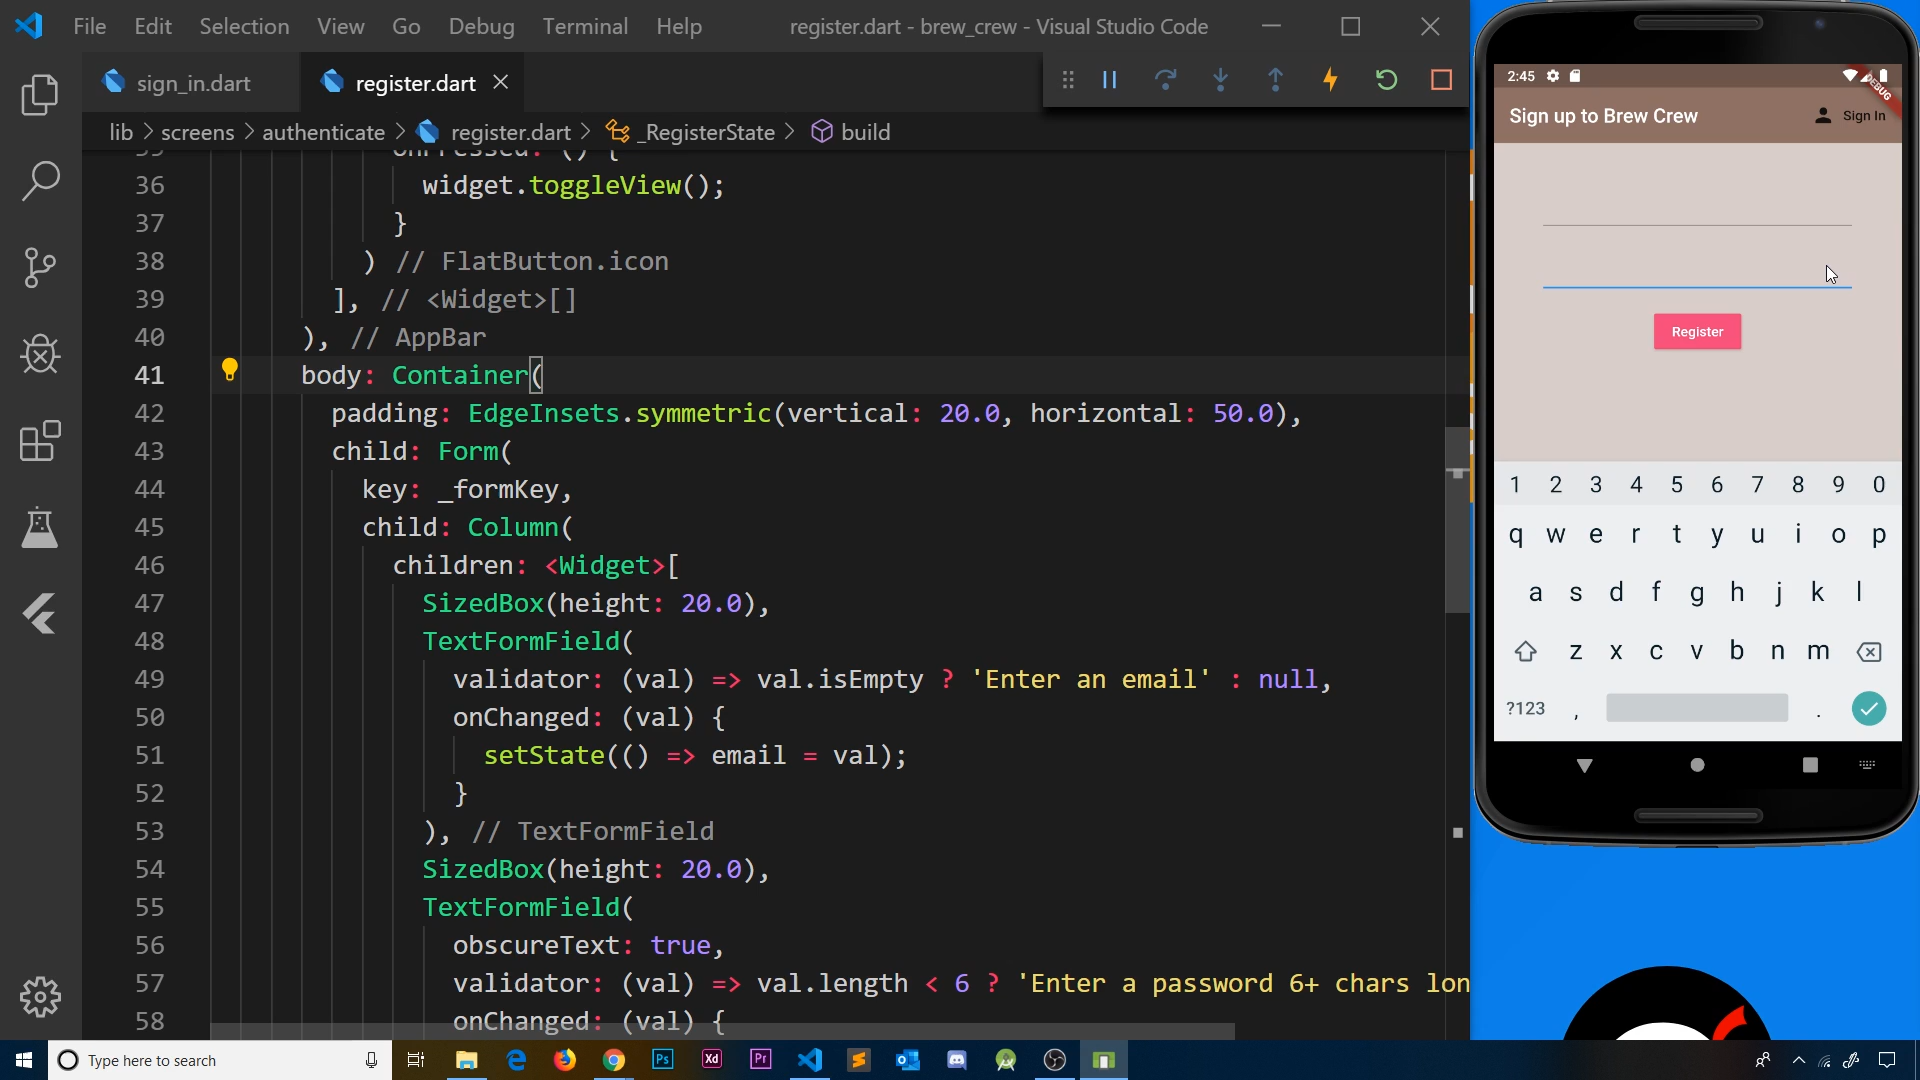 File Edit Selection View Go Debug Terminal Help register.dart - brew_crew - Visual Studio Code
sign_in.dart register.dart
lib > screens > authenticate > register.dart > _RegisterState > build
onPressed: () {
36 widget.toggleView();
37 }
38 ) // FlatButton.icon
39 ], // <Widget>[]
40 ), // AppBar
41 body: Container(
42 padding: EdgeInsets.symmetric(vertical: 20.0, horizontal: 50.0),
43 child: Form(
44 key: _formKey,
45 child: Column(
46 children: <Widget>[
47 SizedBox(height: 20.0),
48 TextFormField(
49 validator: (val) => val.isEmpty ? 'Enter an email' : null,
50 onChanged: (val) {
51 setState(() => email = val);
52 }
53 ), // TextFormField
54 SizedBox(height: 20.0),
55 TextFormField(
56 obscureText: true,
57 validator: (val) => val.length < 6 ? 'Enter a password 6+ chars lon
58 onChanged: (val) {
2:45
DEBUG
Sign up to Brew Crew Sign In
Register
1 2 3 4 5 6 7 8 9 0
q w e r t y u i o p
a s d f g h j k l
z x c v b n m
?123 , .
Type here to search
Ps Xd Pr